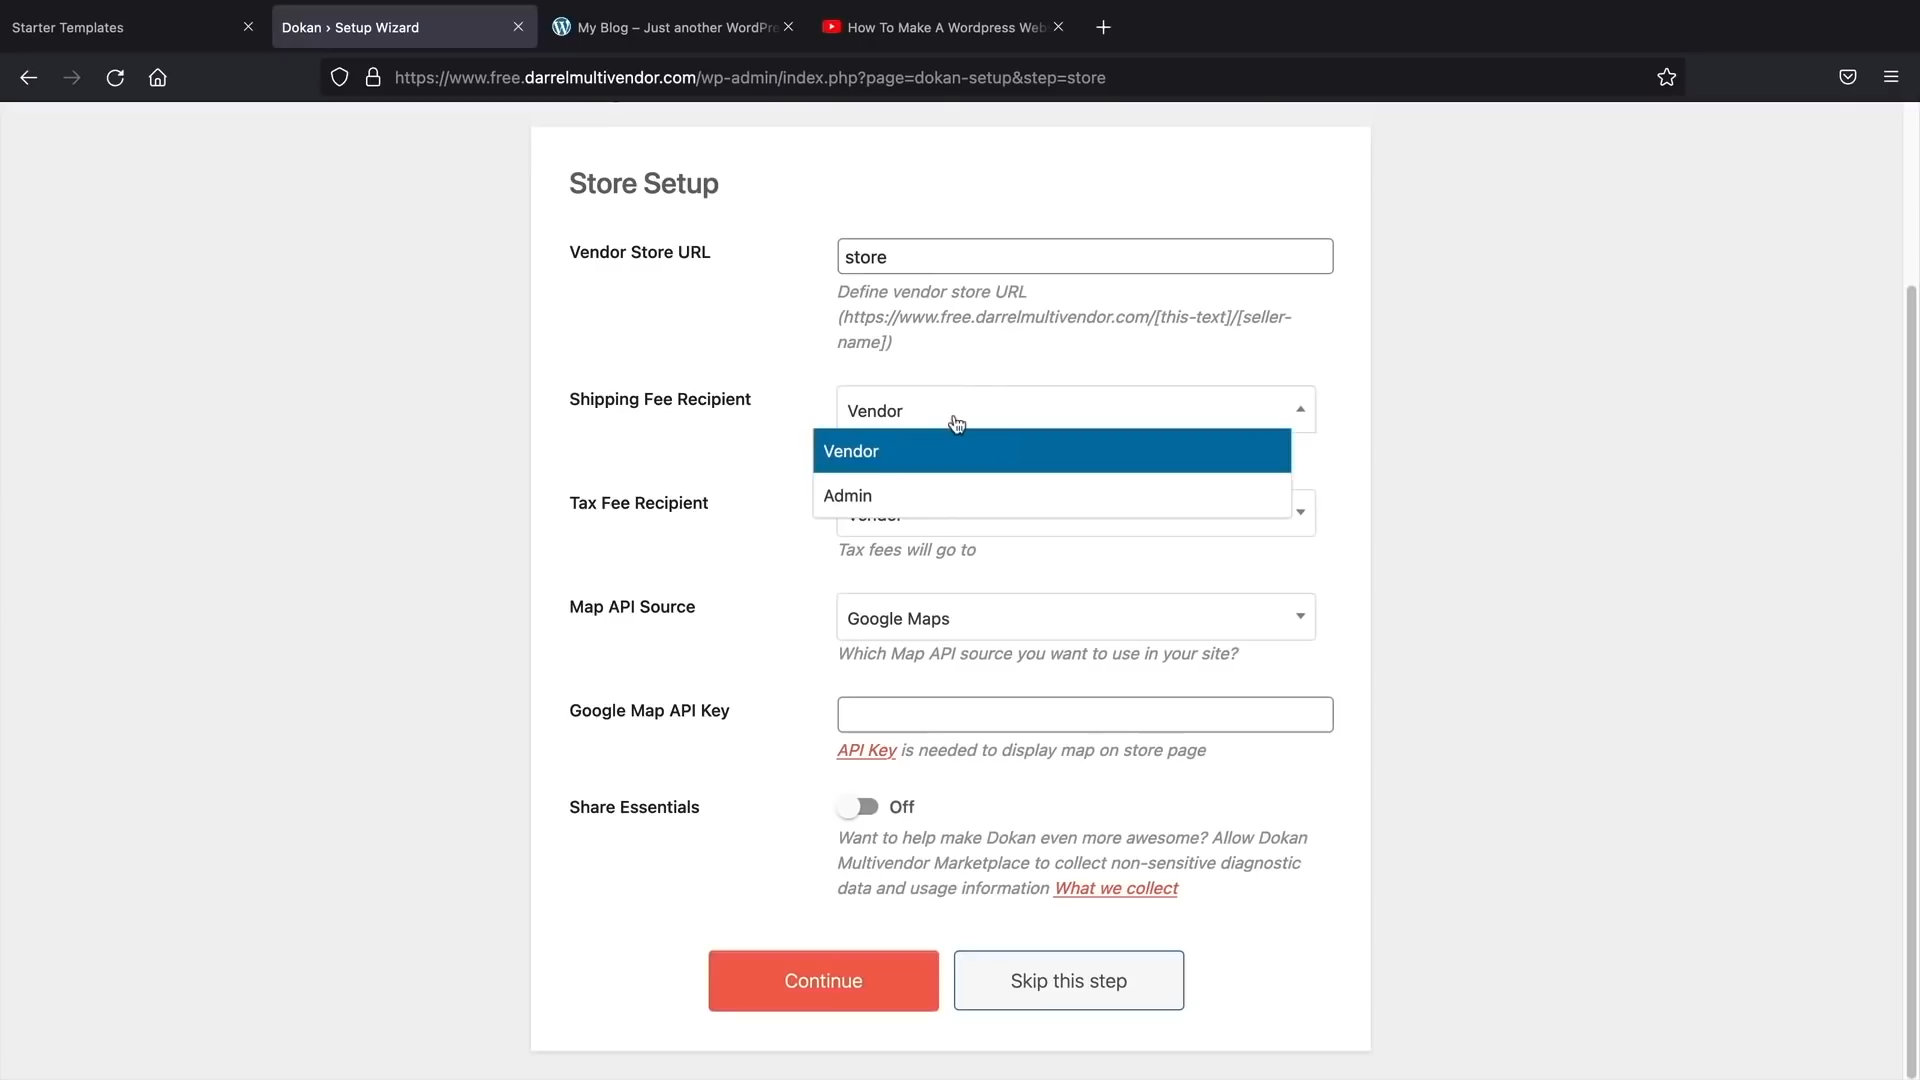 Starter Templates
Dokan › Setup Wizard
My Blog – Just another WordPre
How To Make A Wordpress Web
https://www.free.darrelmultivendor.com/wp-admin/index.php?page=dokan-setup&step=store
Store Setup
Vendor Store URL
store
Define vendor store URL
(https://www.free.darrelmultivendor.com/[this-text]/[seller-
name])
Shipping Fee Recipient
Vendor
Vendor
Admin
Tax Fee Recipient
Vendor
Tax fees will go to
Map API Source
Google Maps
Which Map API source you want to use in your site?
Google Map API Key
API Key is needed to display map on store page
Share Essentials
Off
Want to help make Dokan even more awesome? Allow Dokan
Multivendor Marketplace to collect non-sensitive diagnostic
data and usage information What we collect
Continue
Skip this step